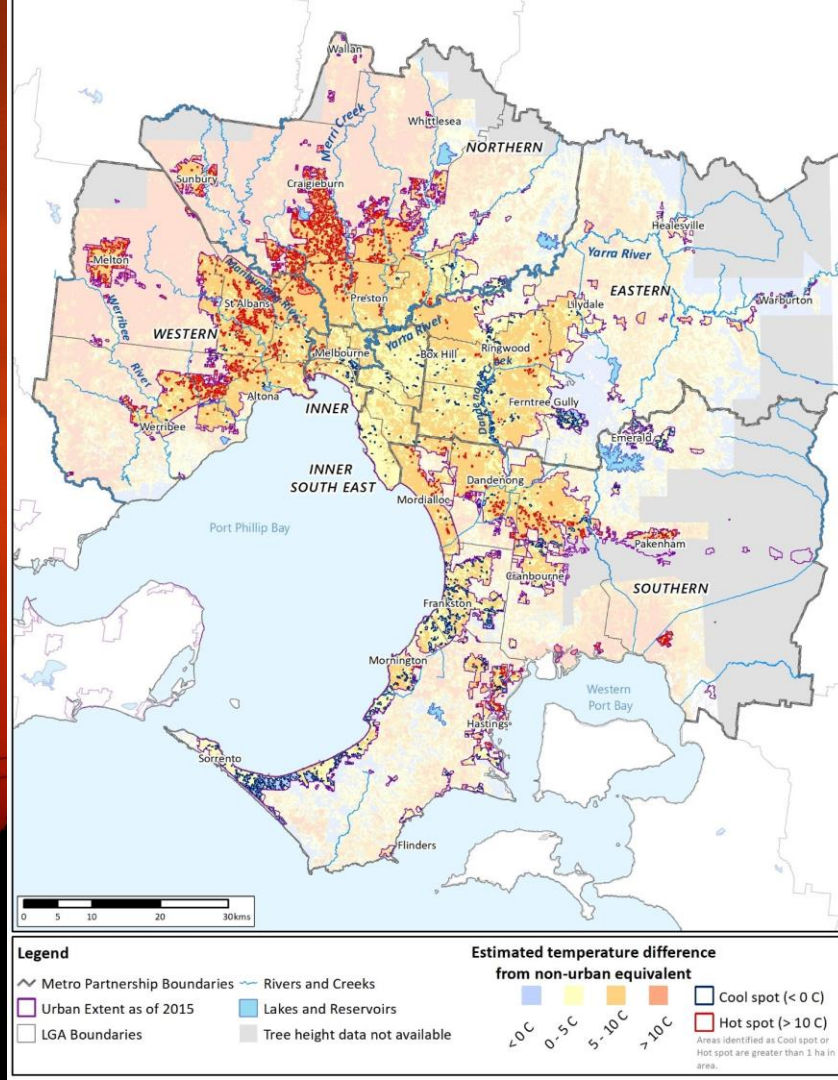 Wallan
Whittlesea
Merri Creek
NORTHERN
Sunbury
Craigieburn
Healesville
Melton
Maribyrnong River
Yarra River
EASTERN
Lilydale
Warburton
St Albans
Preston
Werribee
River
WESTERN
Melbourne
Yarra River
Box Hill
Ringwood
Dandenong Creek
Altona
INNER
Ferntree Gully
Werribee
Emerald
INNER
SOUTH EAST
Dandenong
Mordialloc
Port Phillip Bay
Pakenham
Cranbourne
SOUTHERN
Frankston
Mornington
Western
Port Bay
Hastings
Sorrento
Flinders
0 5 10 20 30kms
Legend
Metro Partnership Boundaries
Rivers and Creeks
Urban Extent as of 2015
Lakes and Reservoirs
LGA Boundaries
Tree height data not available
Estimated temperature difference
from non-urban equivalent
< 0 C
0 - 5 C
5 - 10 C
> 10 C
Cool spot (< 0 C)
Hot spot (> 10 C)
Areas identified as Cool spot or
Hot spot are greater than 1 ha in
area.